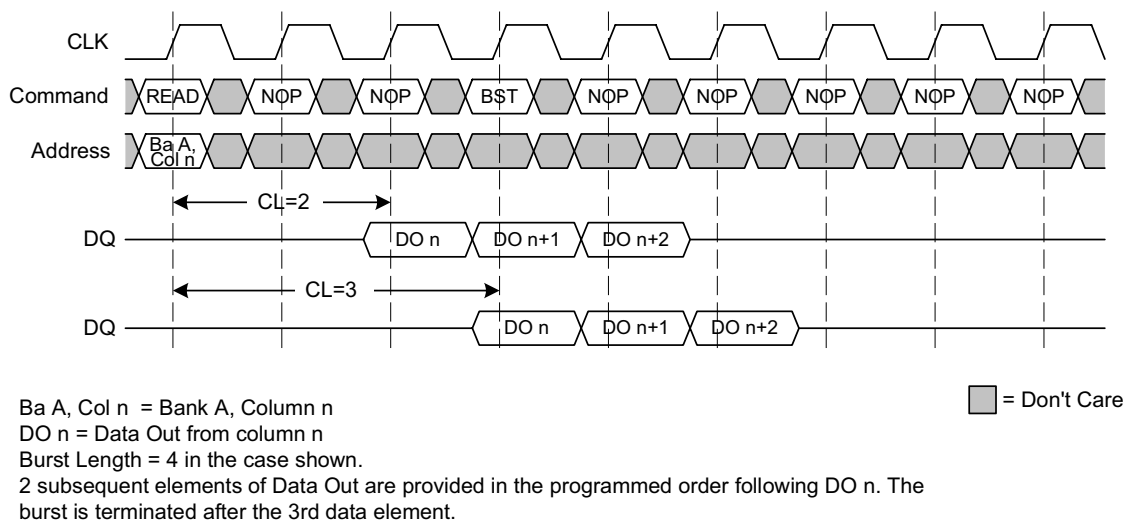 CLK
Command READ NOP NOP BST NOP NOP NOP NOP NOP
Address Ba A,
Col n
CL=2
DQ DO n DO n+1 DO n+2
CL=3
DQ DO n DO n+1 DO n+2
= Don't Care
Ba A, Col n = Bank A, Column n
DO n = Data Out from column n
Burst Length = 4 in the case shown.
2 subsequent elements of Data Out are provided in the programmed order following DO n. The
burst is terminated after the 3rd data element.